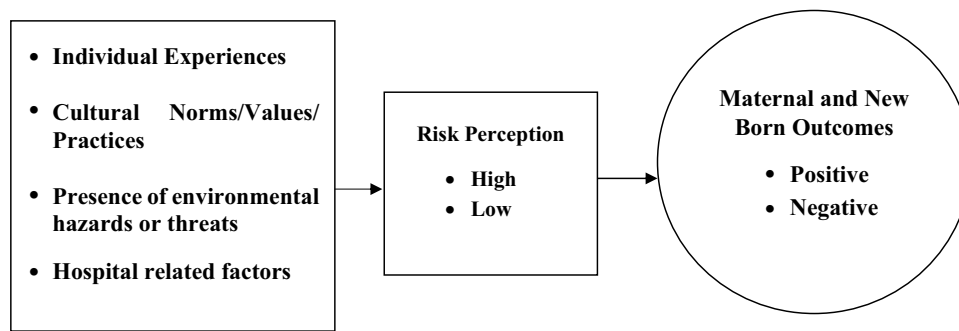 • Individual Experiences
• Cultural Norms/Values/
Practices
• Presence of environmental
hazards or threats
• Hospital related factors
Risk Perception
• High
• Low
Maternal and New
Born Outcomes
• Positive
• Negative